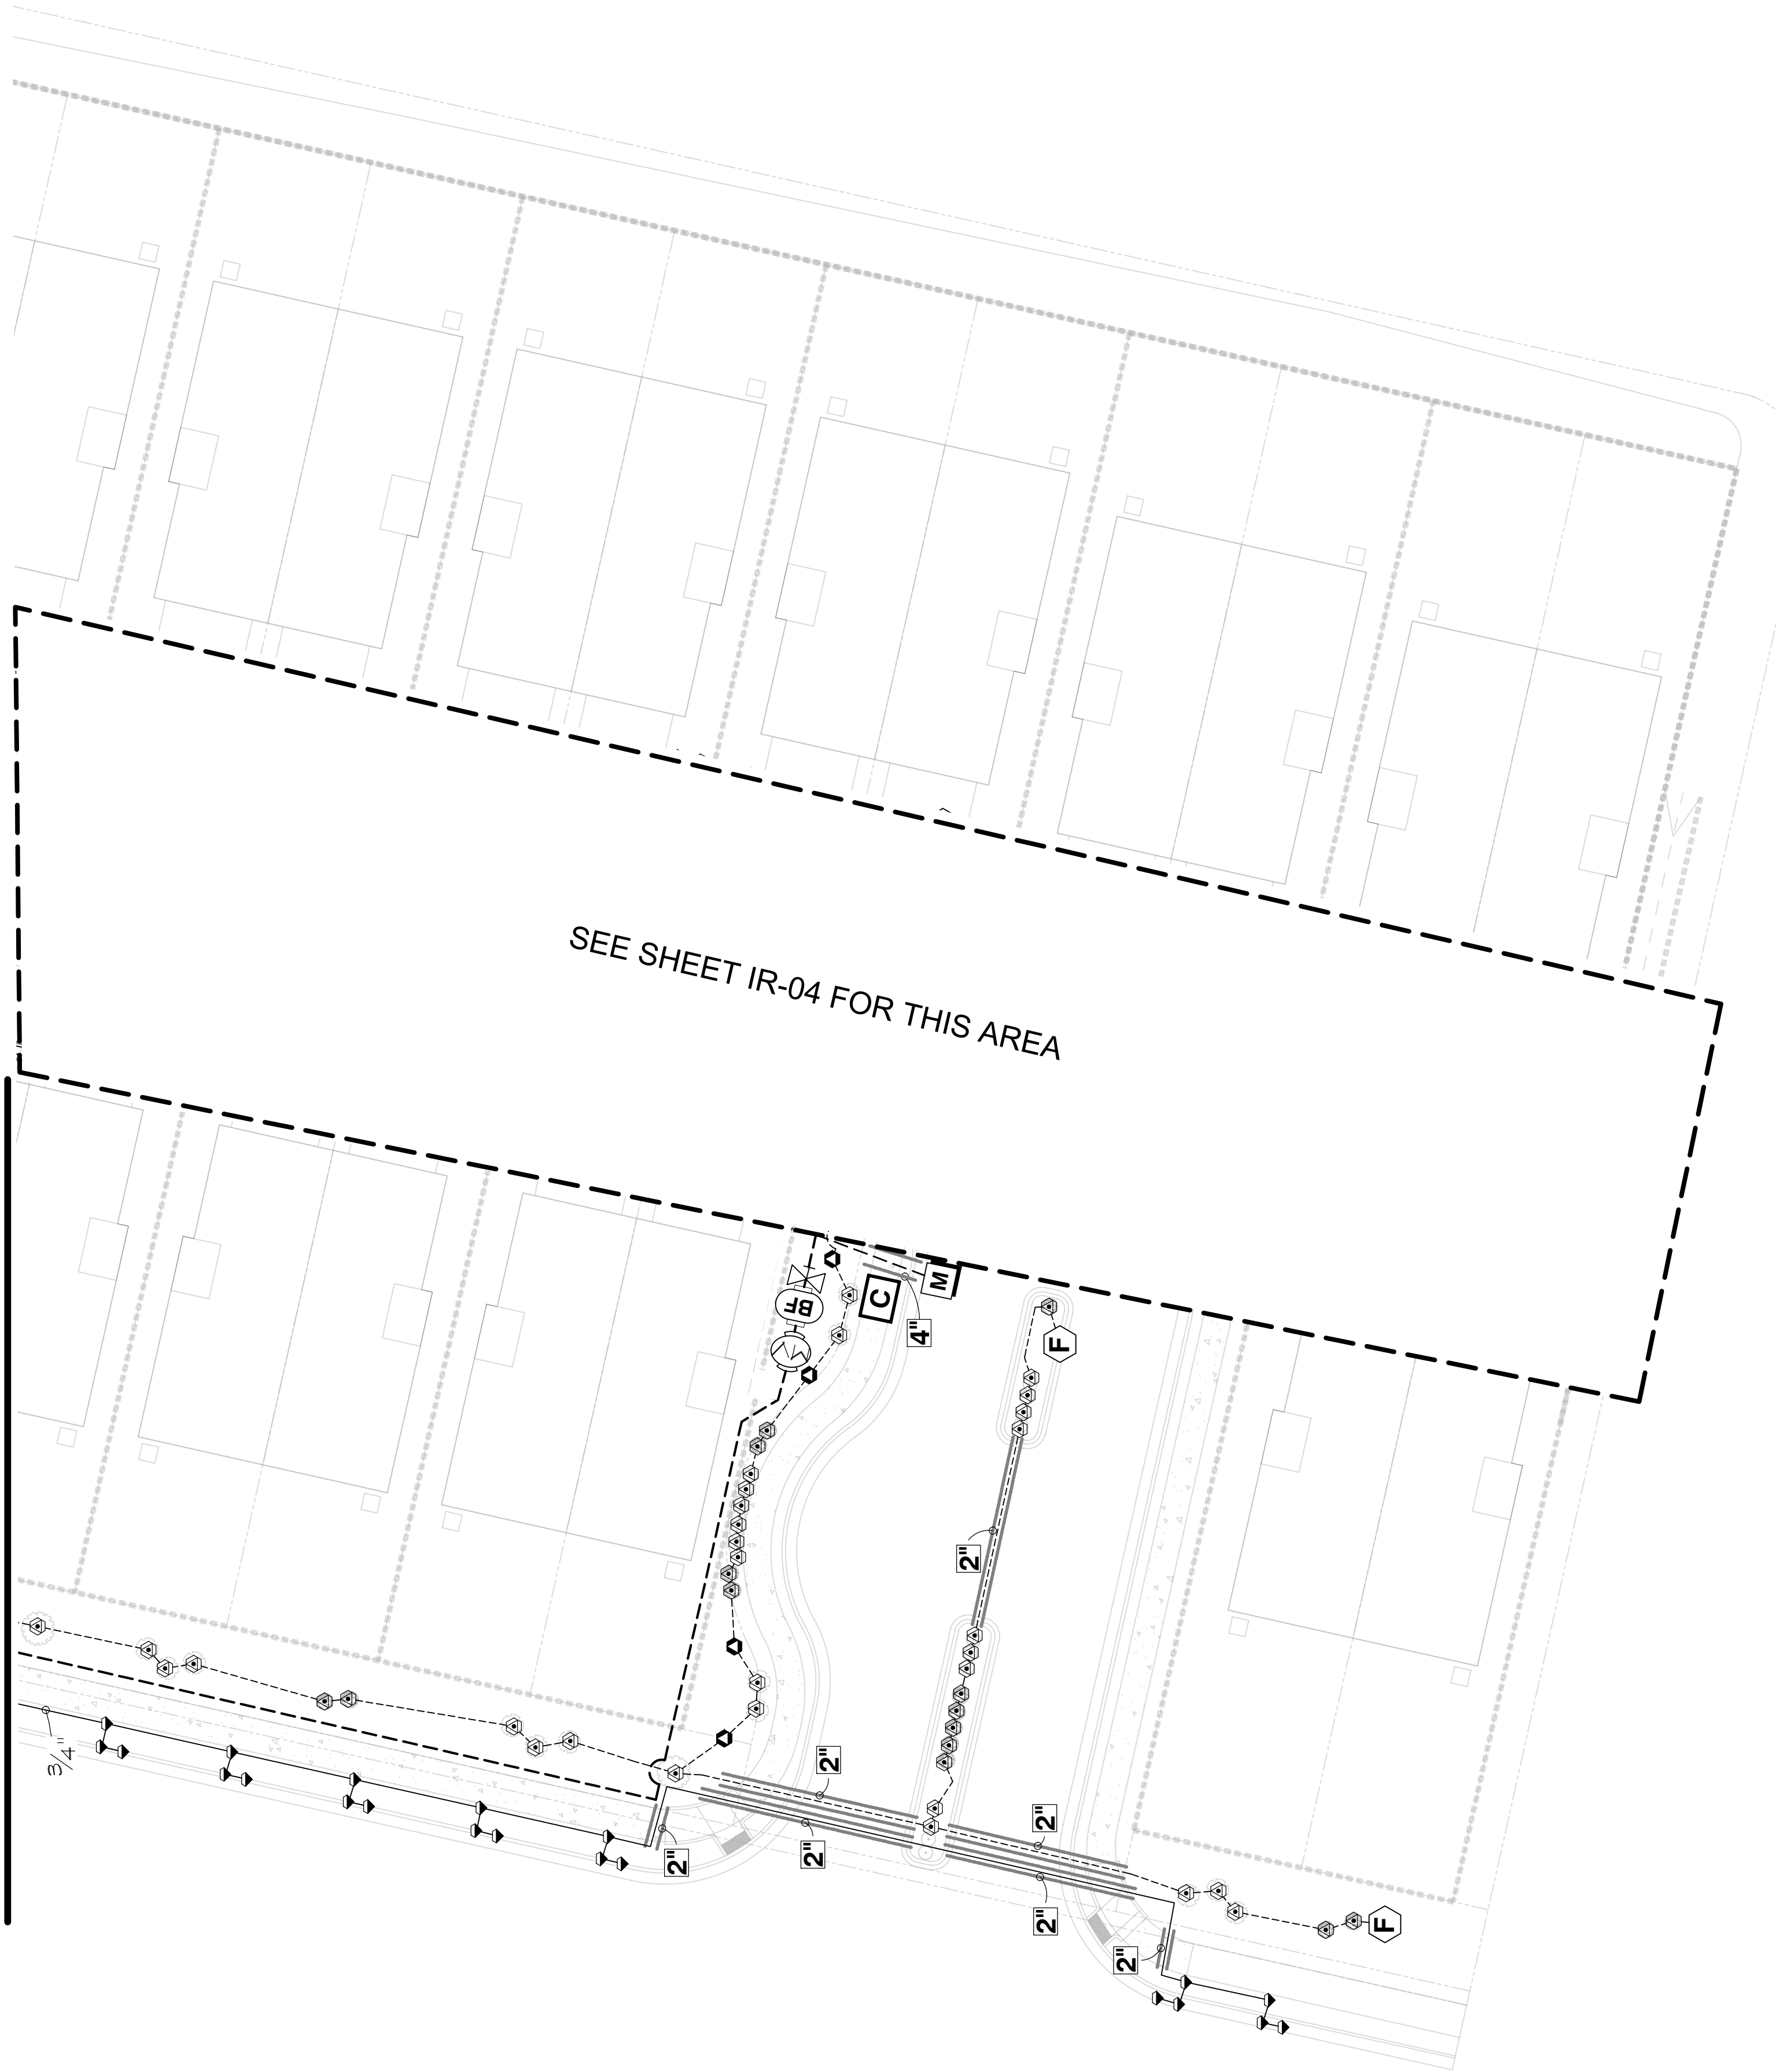 SEE SHEET IR-04 FOR THIS AREA
BF
C
M
4"
F
2"
3/4"
2"
2"
2"
2"
2"
2"
F